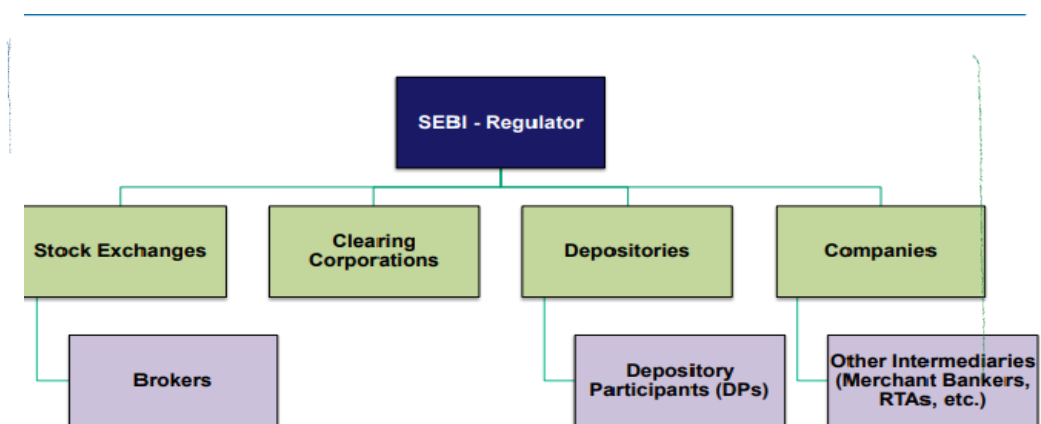 SEBI - Regulator
Stock Exchanges
Clearing
Corporations
Depositories
Companies
Brokers
Depository
Participants (DPs)
Other Intermediaries
(Merchant Bankers,
RTAs, etc.)